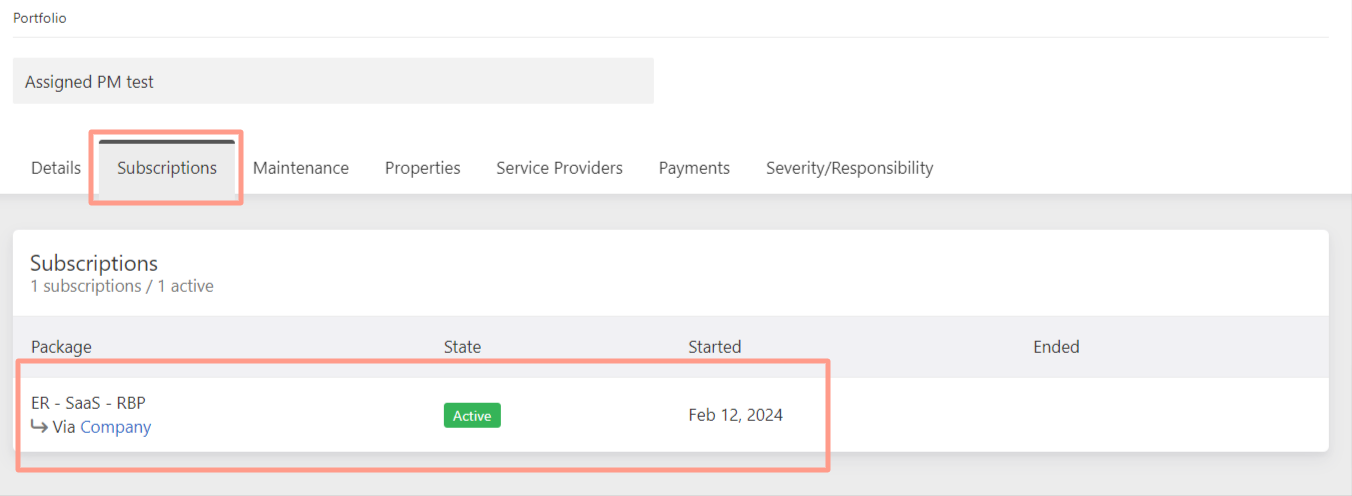 Portfolio
Assigned PM test
Details Subscriptions Maintenance Properties Service Providers Payments Severity/Responsibility
Subscriptions
1 subscriptions / 1 active
Package State Started Ended
ER - SaaS - RBP
Via Company
Active
Feb 12, 2024